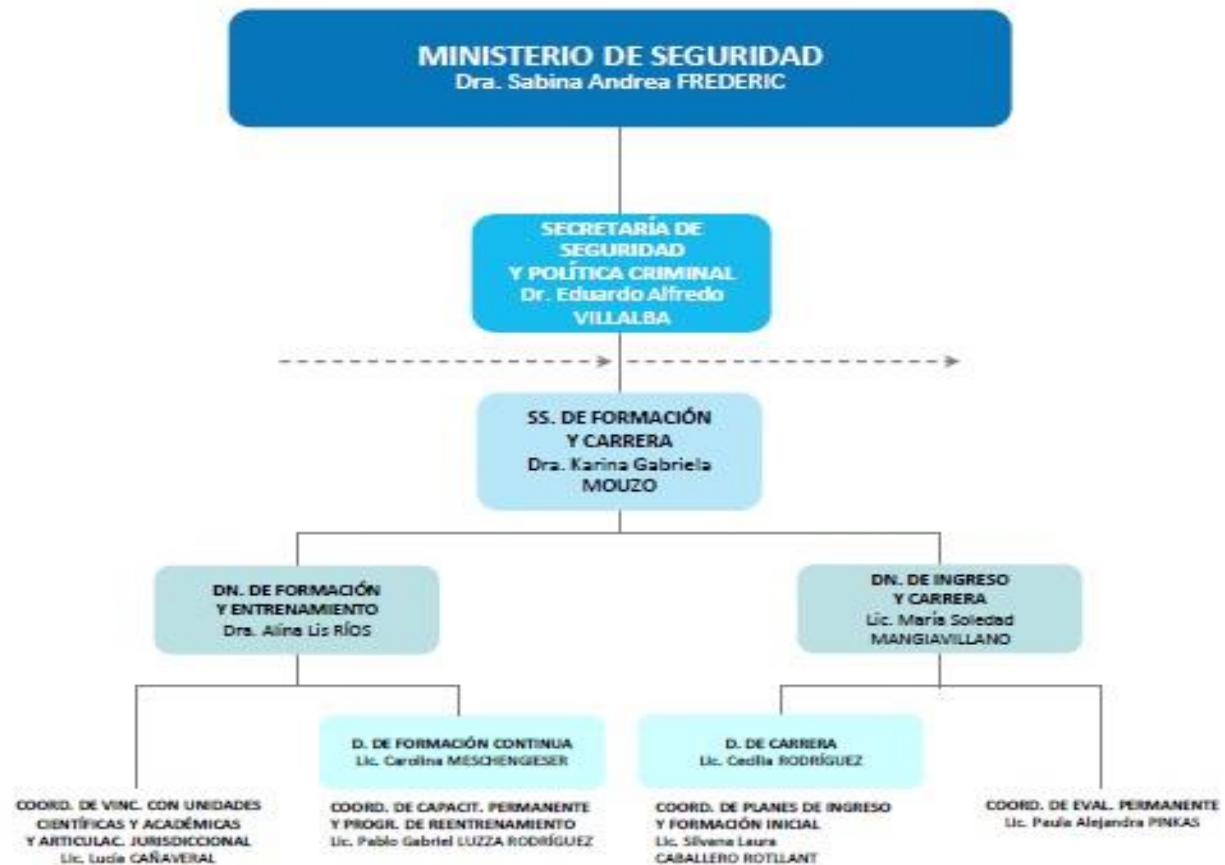 MINISTERIO DE SEGURIDAD
Dra. Sabina Andrea FREDERIC
SECRETARÍA DE
SEGURIDAD
Y POLÍTICA CRIMINAL
Dr. Eduardo Alfredo
VILLALBA
SS. DE FORMACIÓN
Y CARRERA
Dra. Karina Gabriela
MOUZO
DN. DE FORMACIÓN
Y ENTRENAMIENTO
Dra. Alina Lis RÍOS
DN. DE INGRESO
Y CARRERA
Lic. María Soledad
MANGIAVILLANO
D. DE FORMACIÓN CONTINUA
Lic. Carolina MESCHENGIESER
D. DE CARRERA
Lic. Cecilia RODRÍGUEZ
COORD. DE VINC. CON UNIDADES
CIENTÍFICAS Y ACADÉMICAS
Y ARTICULAC. JURISDICCIONAL
Lic. Lucía CAÑAVERAL
COORD. DE CAPACIT. PERMANENTE
Y PROGR. DE REENTRENAMIENTO
Lic. Pablo Gabriel LUZZA RODRÍGUEZ
COORD. DE PLANES DE INGRESO
Y FORMACIÓN INICIAL
Lic. Silvana Laura
CABALLERO ROTLLANT
COORD. DE EVAL. PERMANENTE
Lic. Paula Alejandra PINKAS